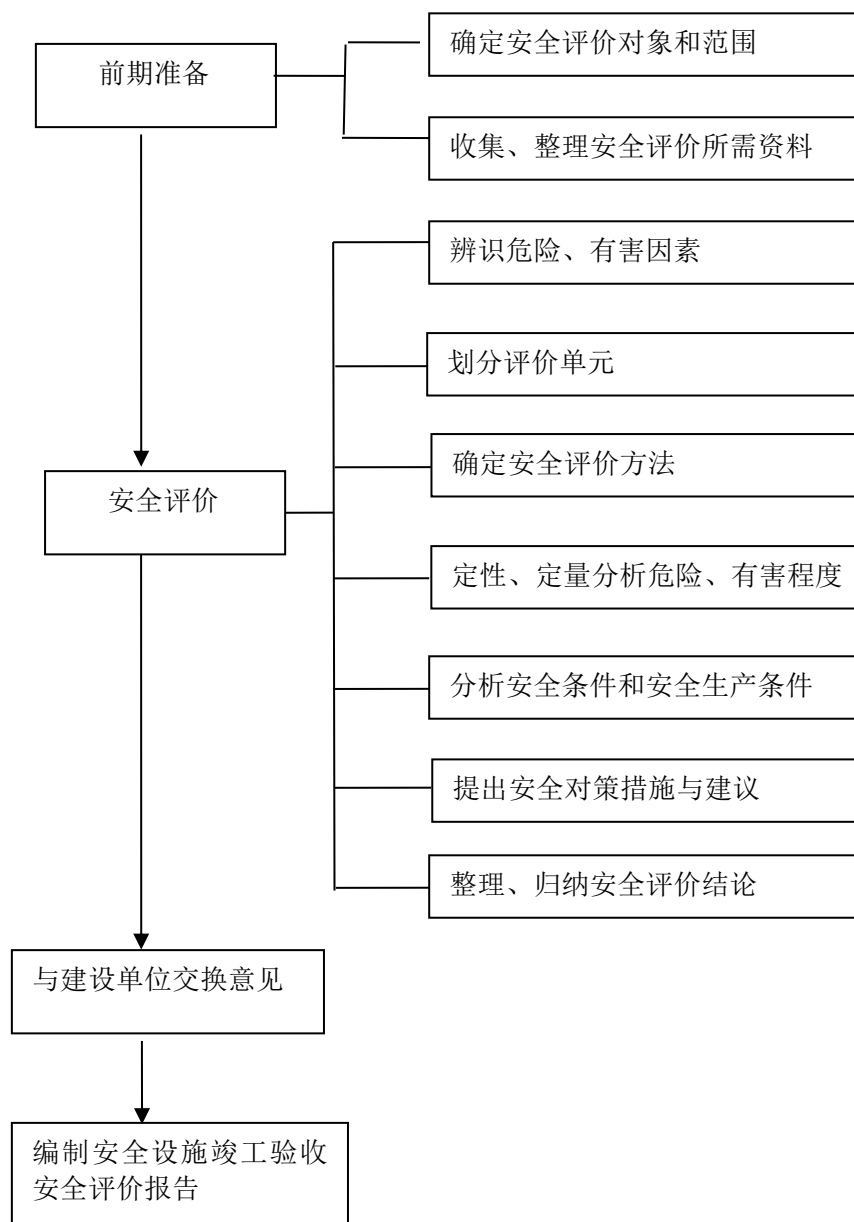 前期准备
确定安全评价对象和范围
收集、整理安全评价所需资料
辨识危险、有害因素
划分评价单元
确定安全评价方法
安全评价
定性、定量分析危险、有害程度
分析安全条件和安全生产条件
提出安全对策措施与建议
整理、归纳安全评价结论
与建设单位交换意见
编制安全设施竣工验收
安全评价报告